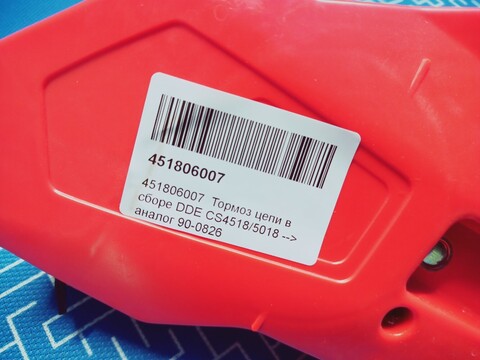 451806007
451806007 Тормоз цепи в
сборе DDE CS4518/5018 -->
аналог 90-0826